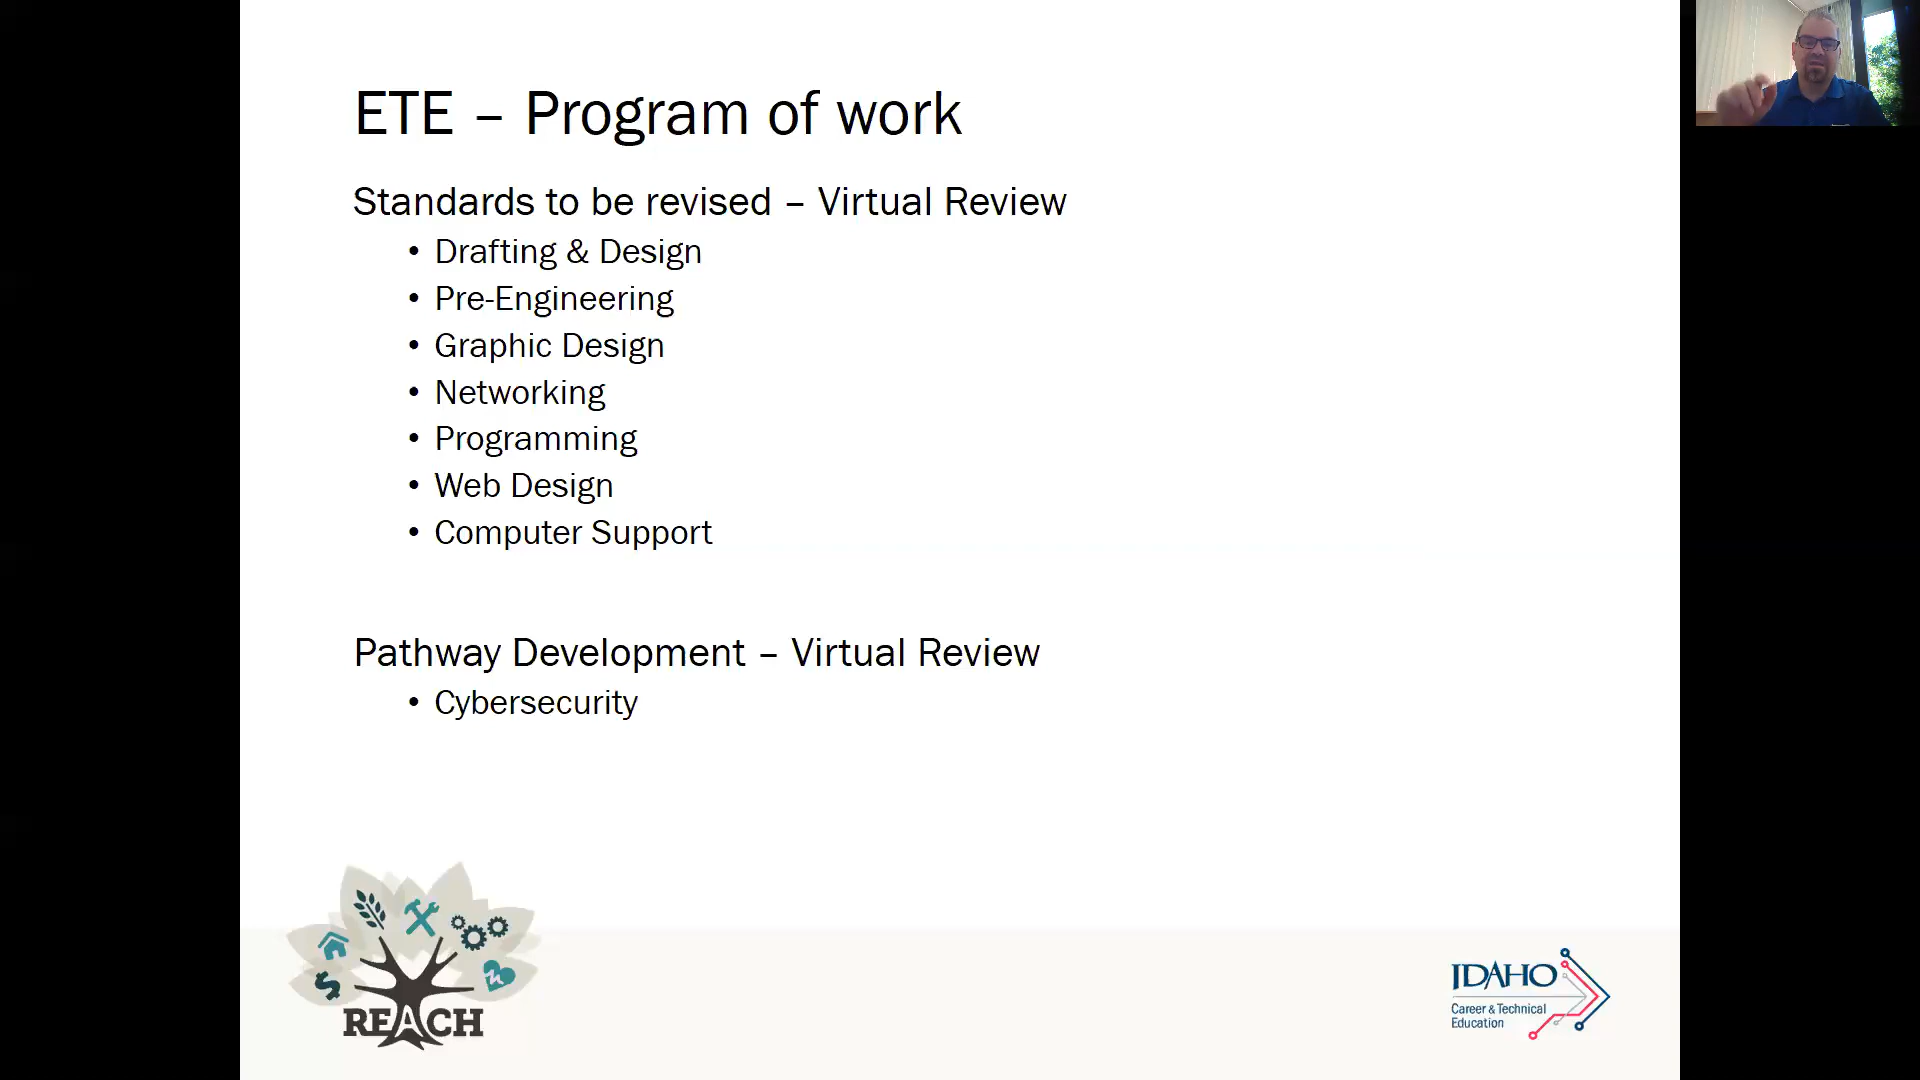 ETE – Program of work
Standards to be revised – Virtual Review
• Drafting & Design
• Pre-Engineering
• Graphic Design
• Networking
• Programming
• Web Design
• Computer Support
Pathway Development – Virtual Review
• Cybersecurity
REACH
IDAHO
Career & Technical
Education